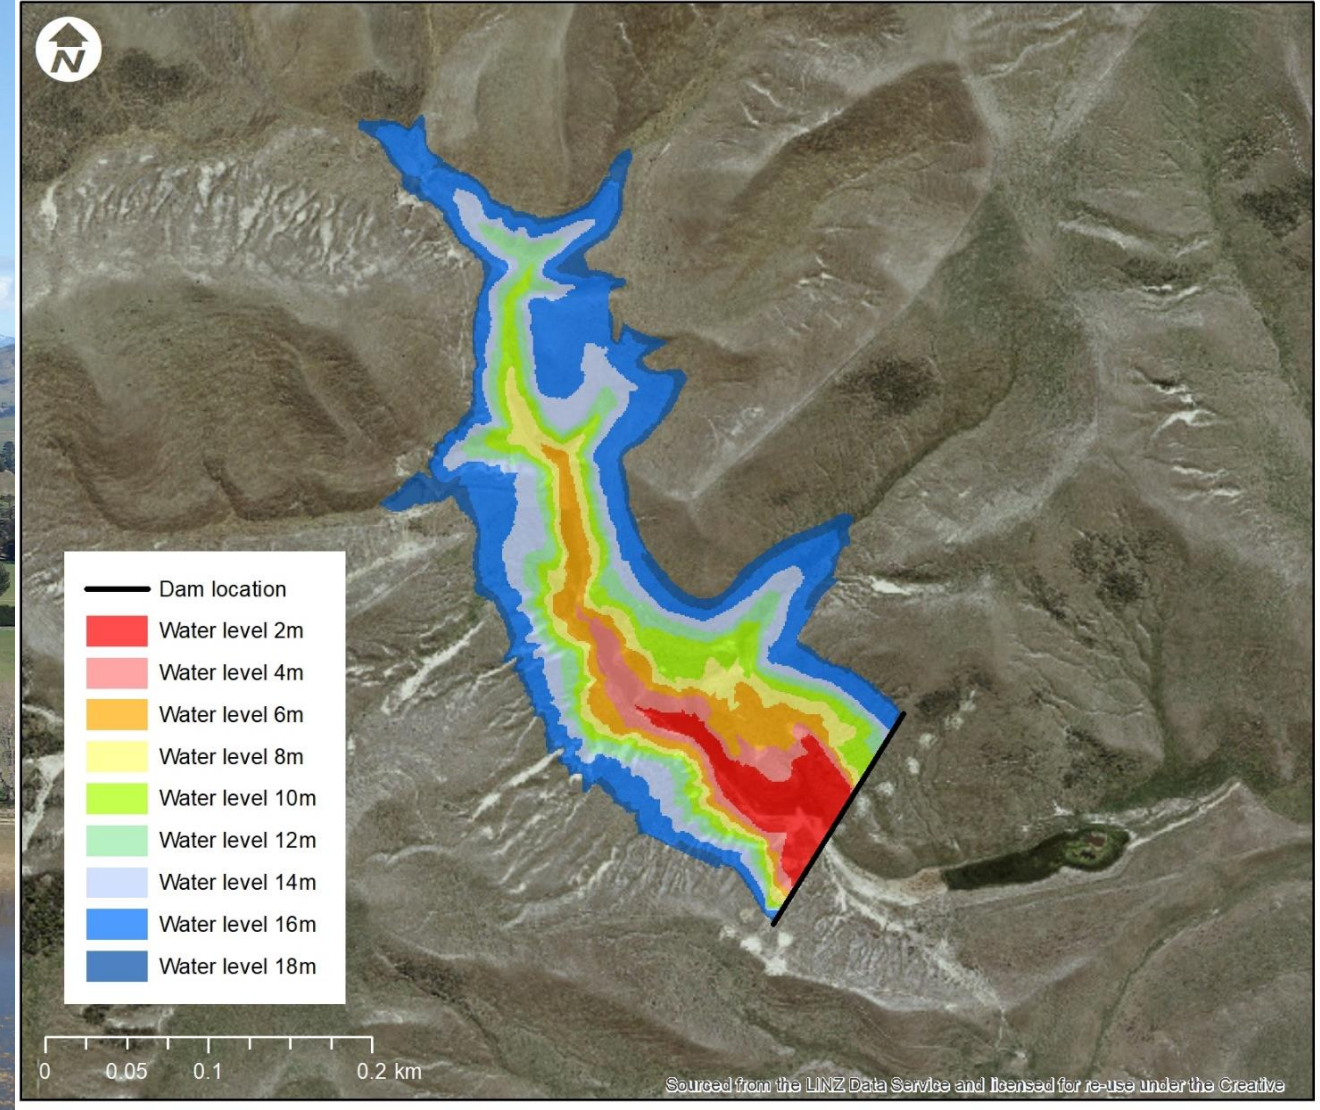 N
Dam location
Water level 2m
Water level 4m
Water level 6m
Water level 8m
Water level 10m
Water level 12m
Water level 14m
Water level 16m
Water level 18m
0 0.05 0.1 0.2 km
Sourced from the LINZ Data Service and licensed for re-use under the Creative